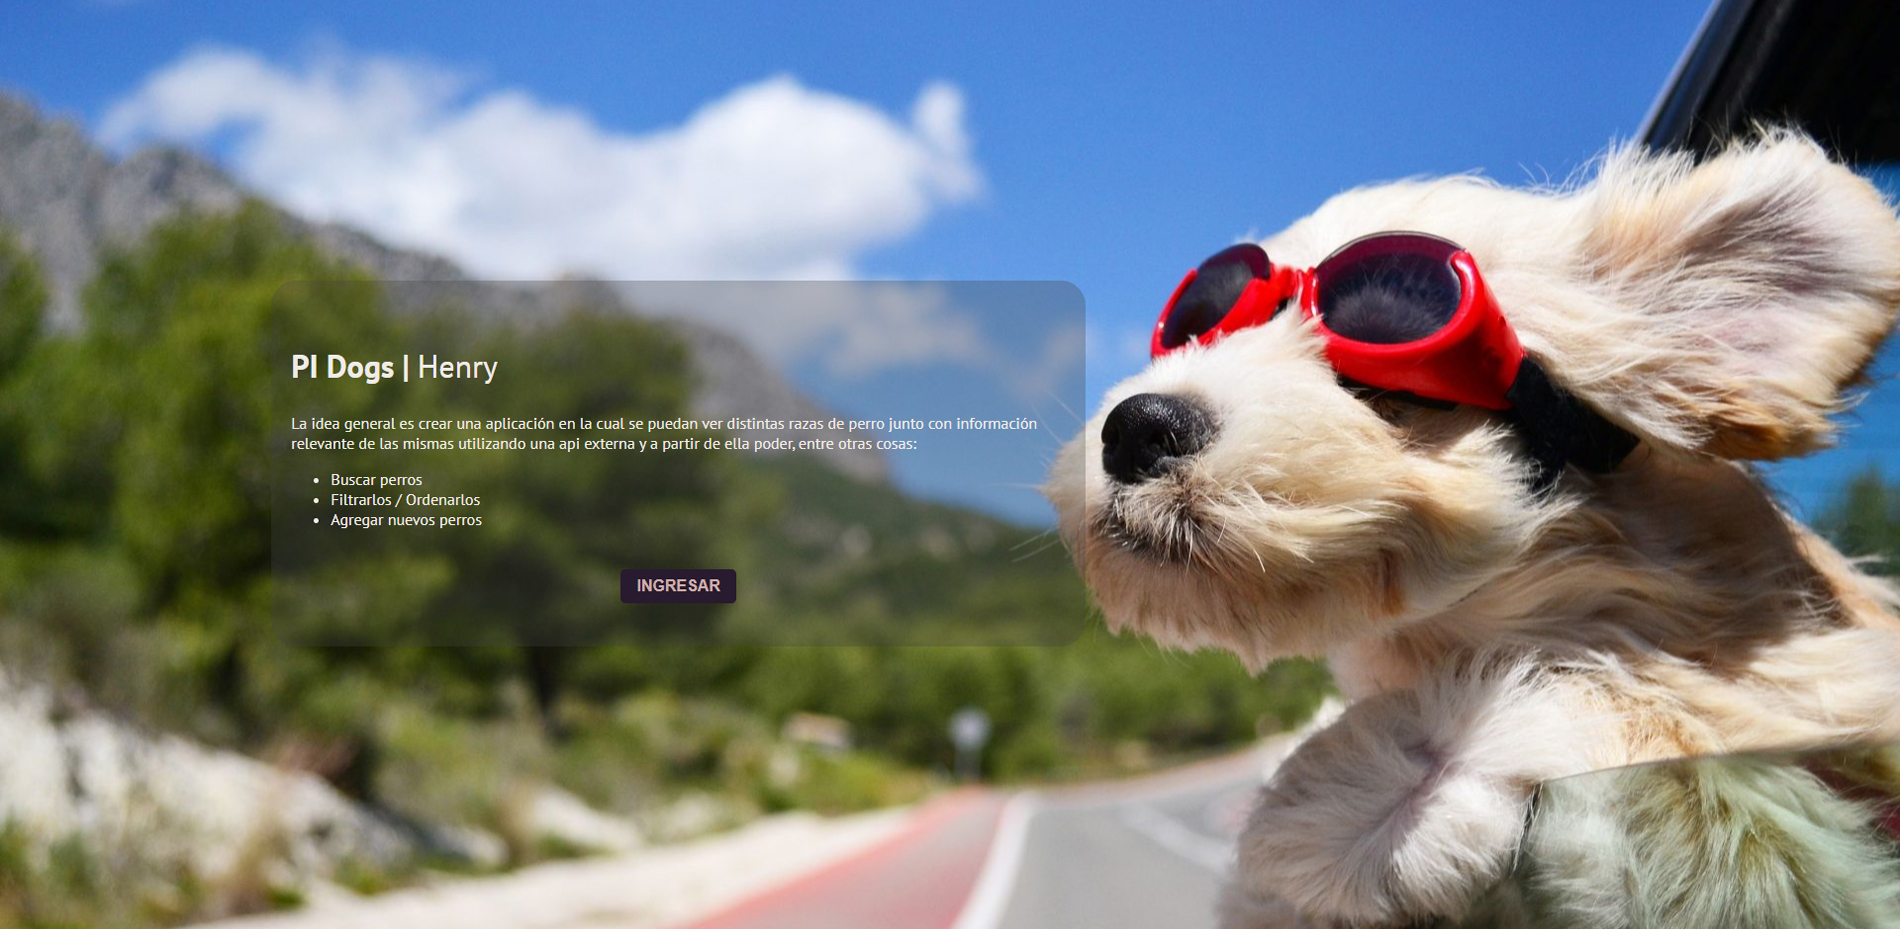 PI Dogs | Henry
La idea general es crear una aplicación en la cual se puedan ver distintas razas de perro junto con información
relevante de las mismas utilizando una api externa y a partir de ella poder, entre otras cosas:
• Buscar perros
• Filtrarlos / Ordenarlos
• Agregar nuevos perros
INGRESAR